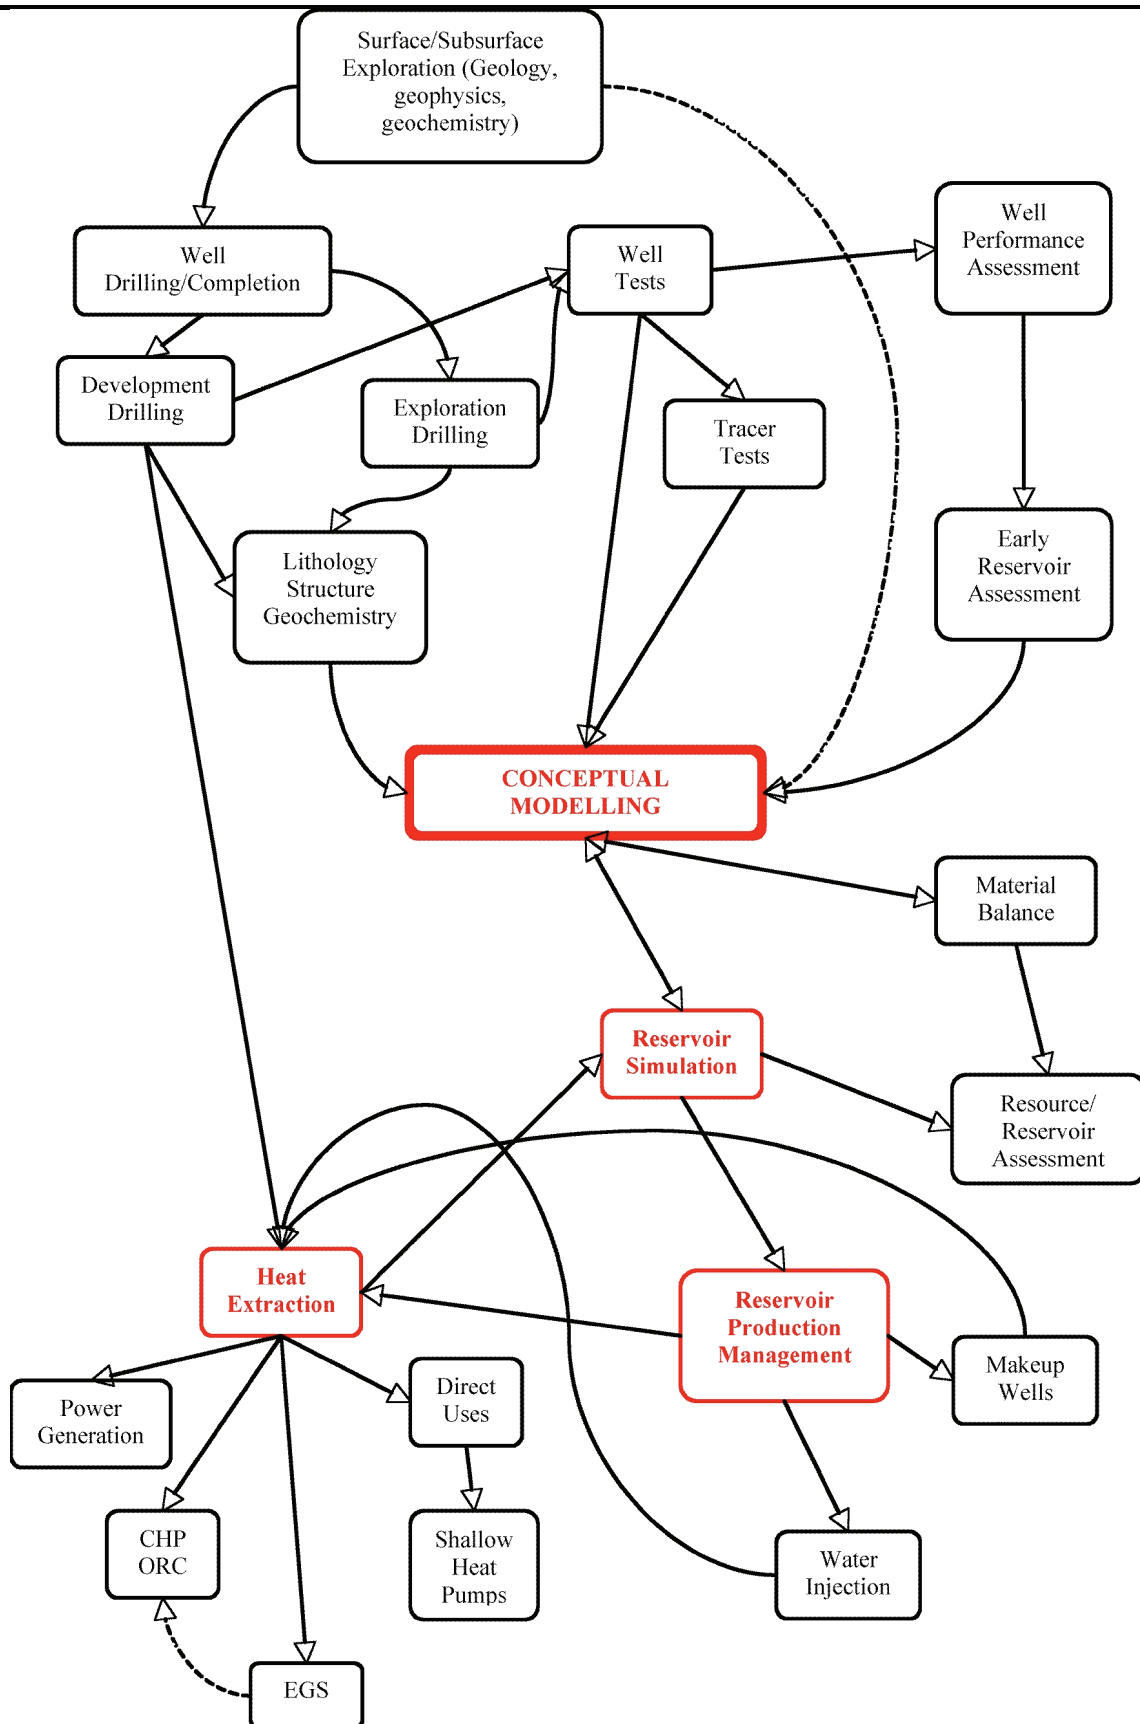 Surface/Subsurface
Exploration (Geology,
geophysics,
geochemistry)
Well
Drilling/Completion
Well
Tests
Well
Performance
Assessment
Development
Drilling
Exploration
Drilling
Tracer
Tests
Lithology
Structure
Geochemistry
Early
Reservoir
Assessment
CONCEPTUAL
MODELLING
Material
Balance
Reservoir
Simulation
Resource/
Reservoir
Assessment
Heat
Extraction
Reservoir
Production
Management
Makeup
Wells
Power
Generation
Direct
Uses
CHP
ORC
Shallow
Heat
Pumps
Water
Injection
EGS